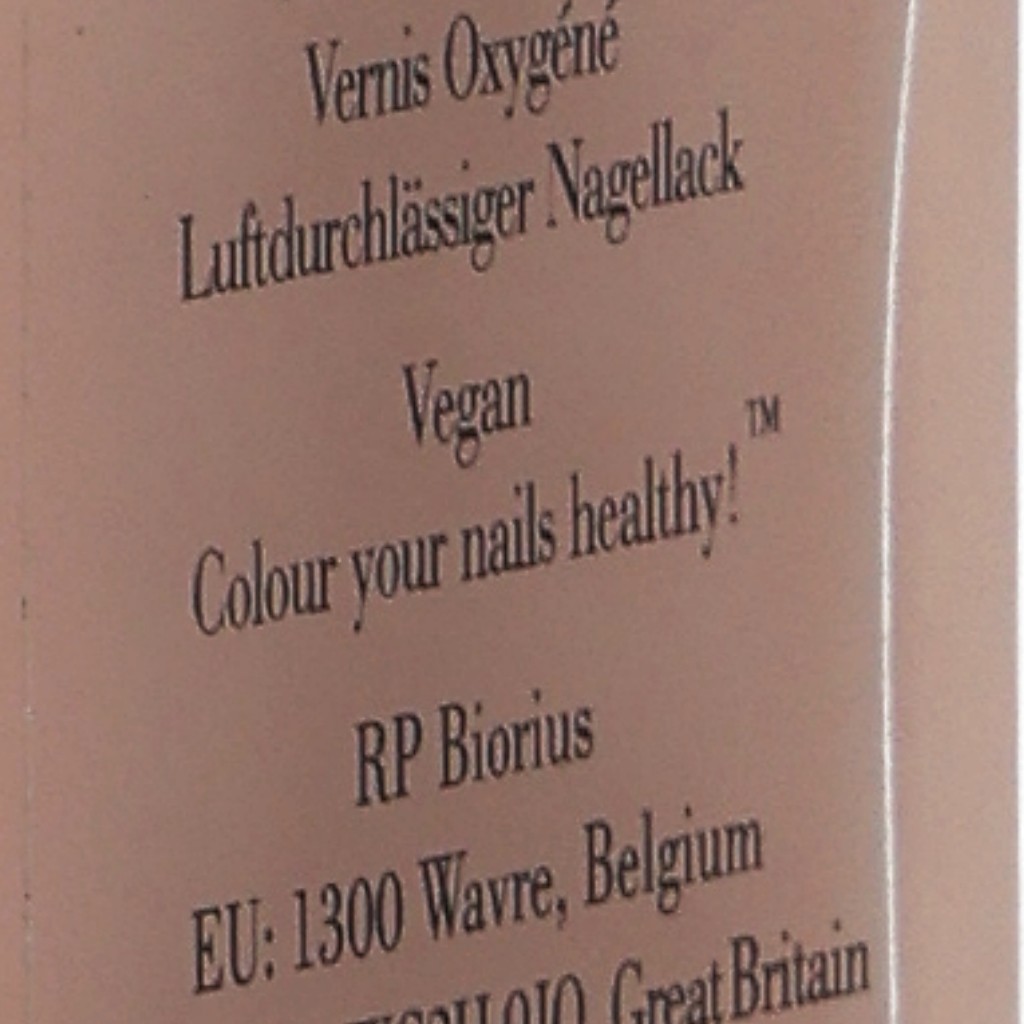 Vernis Oxygéné
Luftdurchlässiger Nagellack
Vegan
Colour your nails healthy!™
RP Biorius
EU: 1300 Wavre, Belgium
Great Britain